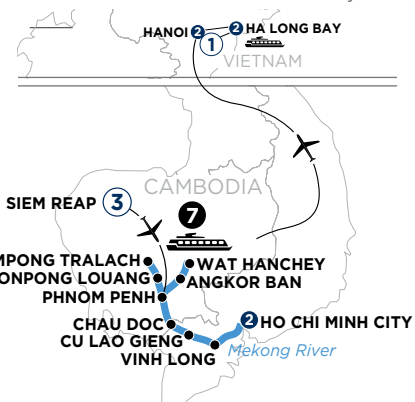 HANOI 2 2 HA LONG BAY
1
VIETNAM
CAMBODIA
SIEM REAP 3
7
MPONG TRALACH
WAT HANCHEY
ONPONG LOUANG
ANGKOR BAN
PHNOM PENH
CHAU DOC
2 HO CHI MINH CITY
CU LAO GIENG
VINH LONG
Mekong River